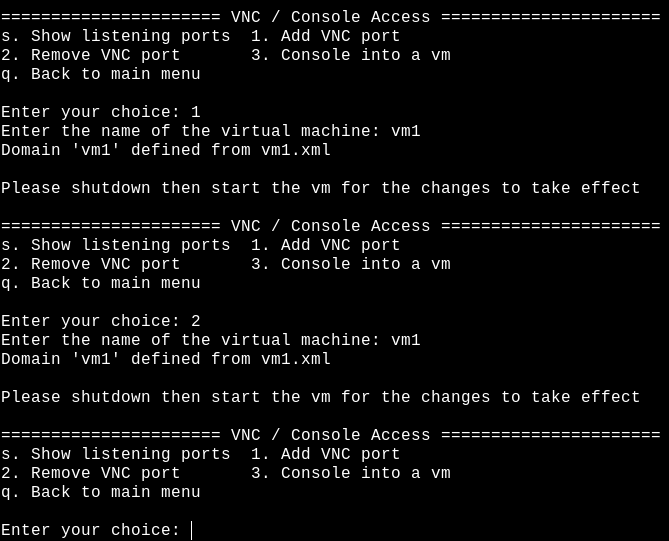 ====================== VNC / Console Access ======================
s. Show listening ports  1. Add VNC port
2. Remove VNC port       3. Console into a vm
q. Back to main menu
Enter your choice: 1
Enter the name of the virtual machine: vm1
Domain 'vm1' defined from vm1.xml
Please shutdown then start the vm for the changes to take effect
====================== VNC / Console Access ======================
s. Show listening ports  1. Add VNC port
2. Remove VNC port       3. Console into a vm
q. Back to main menu
Enter your choice: 2
Enter the name of the virtual machine: vm1
Domain 'vm1' defined from vm1.xml
Please shutdown then start the vm for the changes to take effect
====================== VNC / Console Access ======================
s. Show listening ports  1. Add VNC port
2. Remove VNC port       3. Console into a vm
q. Back to main menu
Enter your choice: